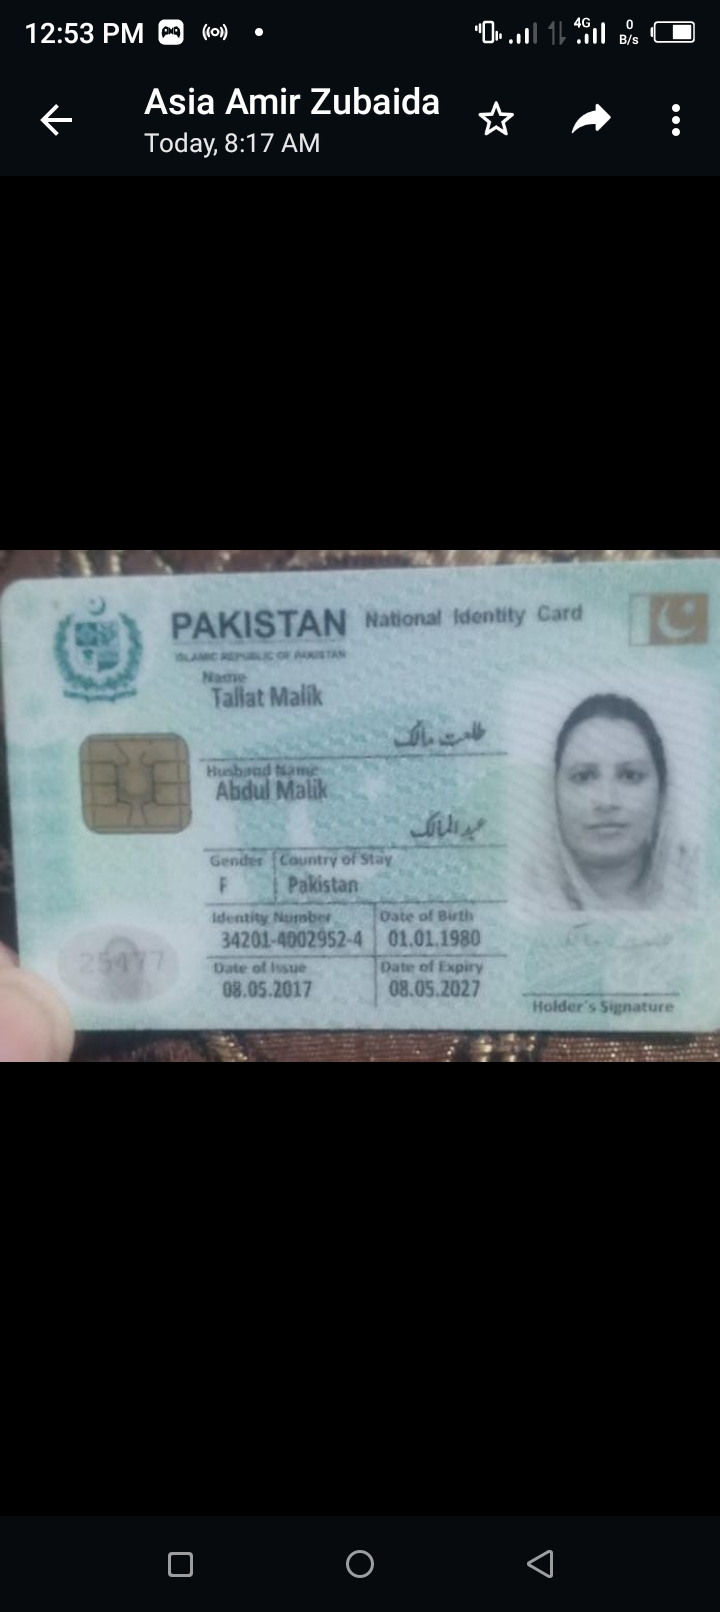 12:53 PM
4G
0
B/s
Asia Amir Zubaida
Today, 8:17 AM
PAKISTAN National Identity Card
ISLAMIC REPUBLIC OF PAKISTAN
Name
Tallat Malik
طلعت مالک
Husband Name
Abdul Malik
عبدالمالک
Gender Country of Stay
F Pakistan
Identity Number Date of Birth
34201-4002952-4 01.01.1980
25477
Date of Issue Date of Expiry
08.05.2017 08.05.2027
Holder's Signature